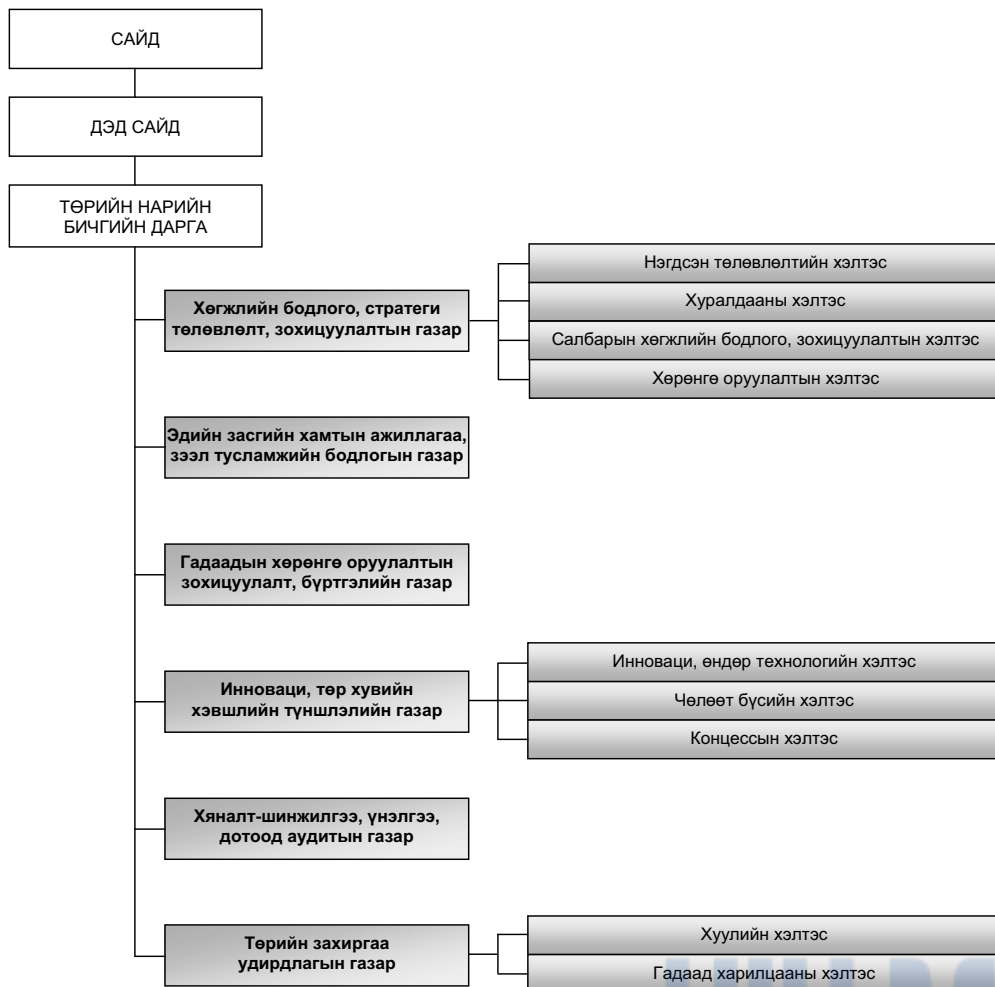 САЙД
ДЭД САЙД
ТӨРИЙН НАРИЙН
БИЧГИЙН ДАРГА
Хөгжлийн бодлого, стратеги
төлөвлөлт, зохицуулалтын газар
Нэгдсэн төлөвлөлтийн хэлтэс
Хуралдааны хэлтэс
Салбарын хөгжлийн бодлого, зохицуулалтын хэлтэс
Хөрөнгө оруулалтын хэлтэс
Эдийн засгийн хамтын ажиллагаа,
зээл тусламжийн бодлогын газар
Гадаадын хөрөнгө оруулалтын
зохицуулалт, бүртгэлийн газар
Инноваци, төр хувийн
хэвшлийн түншлэлийн газар
Инноваци, өндөр технологийн хэлтэс
Чөлөөт бүсийн хэлтэс
Концессын хэлтэс
Хяналт-шинжилгээ, үнэлгээ,
дотоод аудитын газар
Төрийн захиргаа
удирдлагын газар
Хуулийн хэлтэс
Гадаад харилцааны хэлтэс